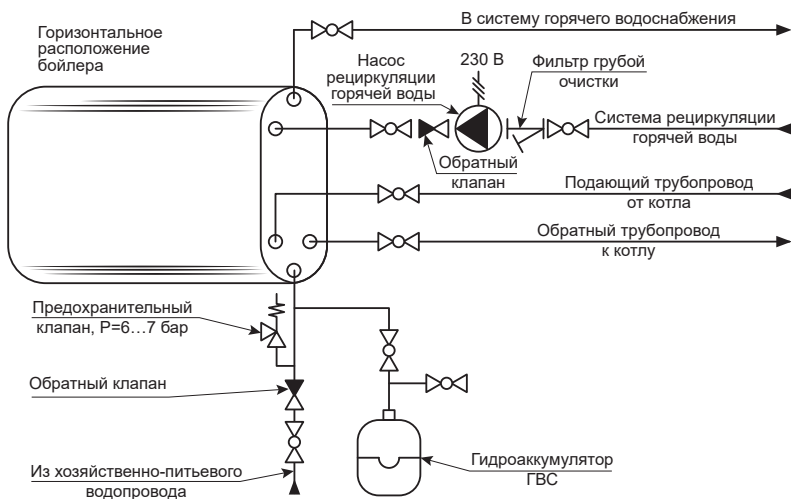 В систему горячего водоснабжения
Горизонтальное
расположение
бойлера
Насос
рециркуляции
горячей воды
230 В
Фильтр грубой
очистки
Система рециркуляции
горячей воды
Обратный
клапан
Подающий трубопровод
от котла
Обратный трубопровод
к котлу
Предохранительный
клапан, Р=6...7 бар
Обратный клапан
Из хозяйственно-питьевого
водопровода
Гидроаккумулятор
ГВС